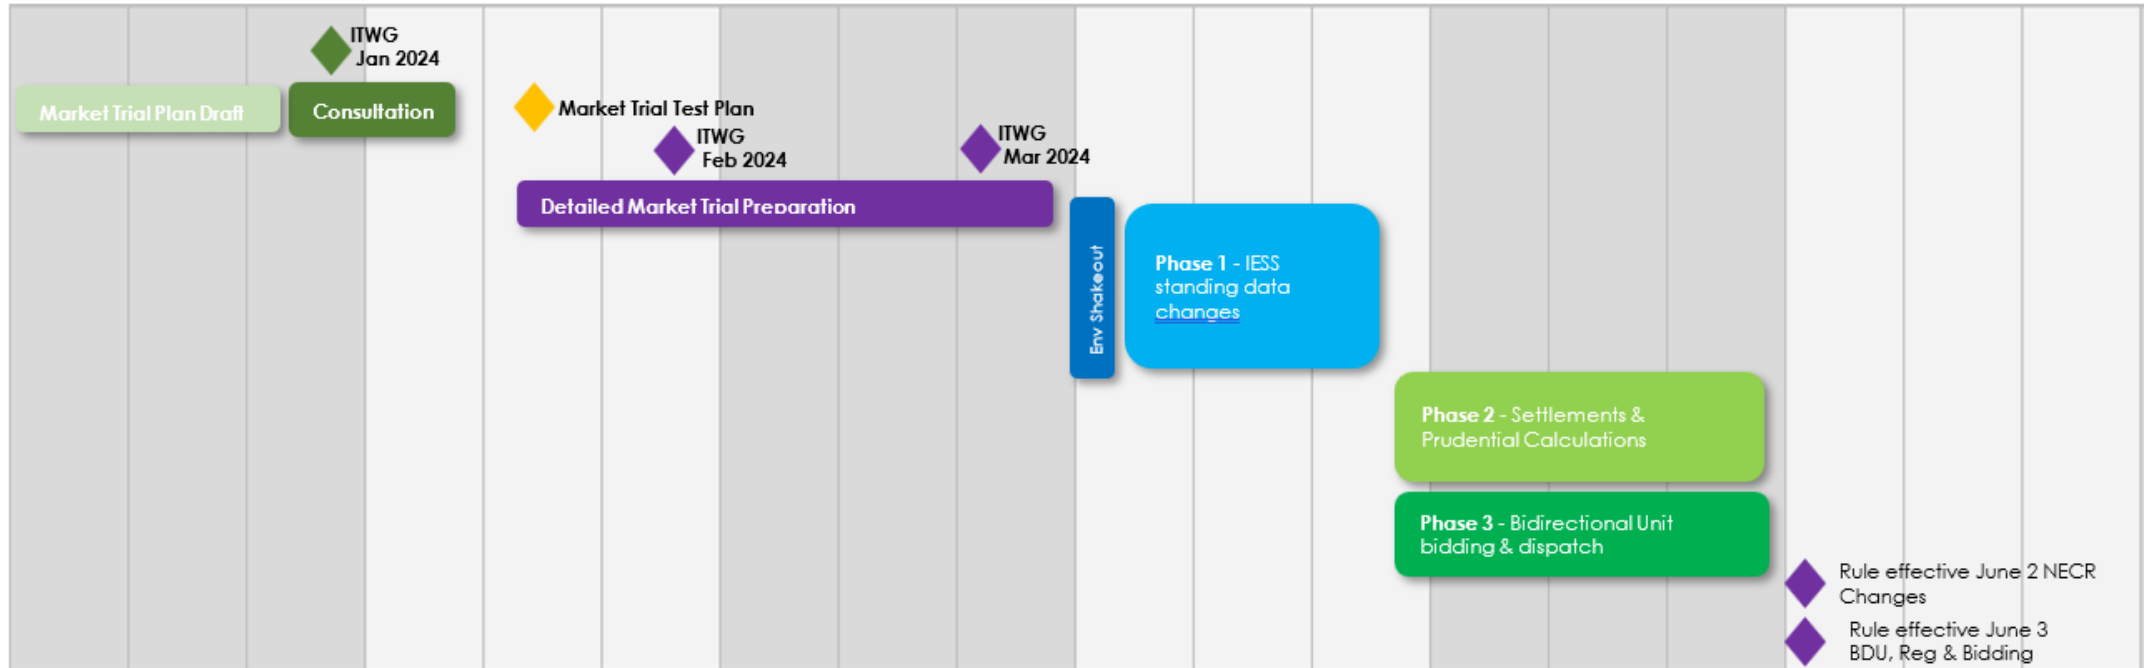 ITWG
Jan 2024
Market Trial Plan Draft
Consultation
Market Trial Test Plan
ITWG
Feb 2024
ITWG
Mar 2024
Detailed Market Trial Preparation
Env Shakeout
Phase 1 - IESS
standing data
changes
Phase 2 - Settlements &
Prudential Calculations
Phase 3 - Bidirectional Unit
bidding & dispatch
Rule effective June 2 NECR
Changes
Rule effective June 3
BDU, Reg & Bidding